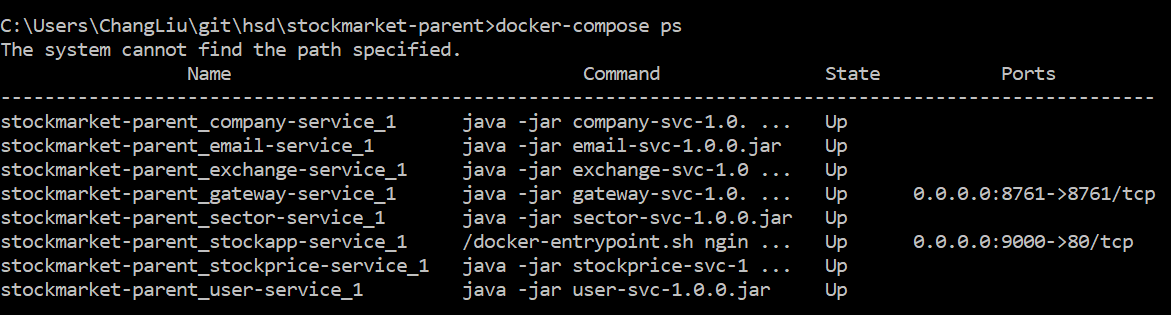 C:\Users\ChangLiu\git\hsd\stockmarket-parent>docker-compose ps
The system cannot find the path specified.
Name Command State Ports
--------------------------------------------------------------------------------------------------------
stockmarket-parent_company-service_1 java -jar company-svc-1.0. ... Up
stockmarket-parent_email-service_1 java -jar email-svc-1.0.0.jar Up
stockmarket-parent_exchange-service_1 java -jar exchange-svc-1.0 ... Up
stockmarket-parent_gateway-service_1 java -jar gateway-svc-1.0. ... Up 0.0.0.0:8761->8761/tcp
stockmarket-parent_sector-service_1 java -jar sector-svc-1.0.0.jar Up
stockmarket-parent_stockapp-service_1 /docker-entrypoint.sh ngin ... Up 0.0.0.0:9000->80/tcp
stockmarket-parent_stockprice-service_1 java -jar stockprice-svc-1 ... Up
stockmarket-parent_user-service_1 java -jar user-svc-1.0.0.jar Up